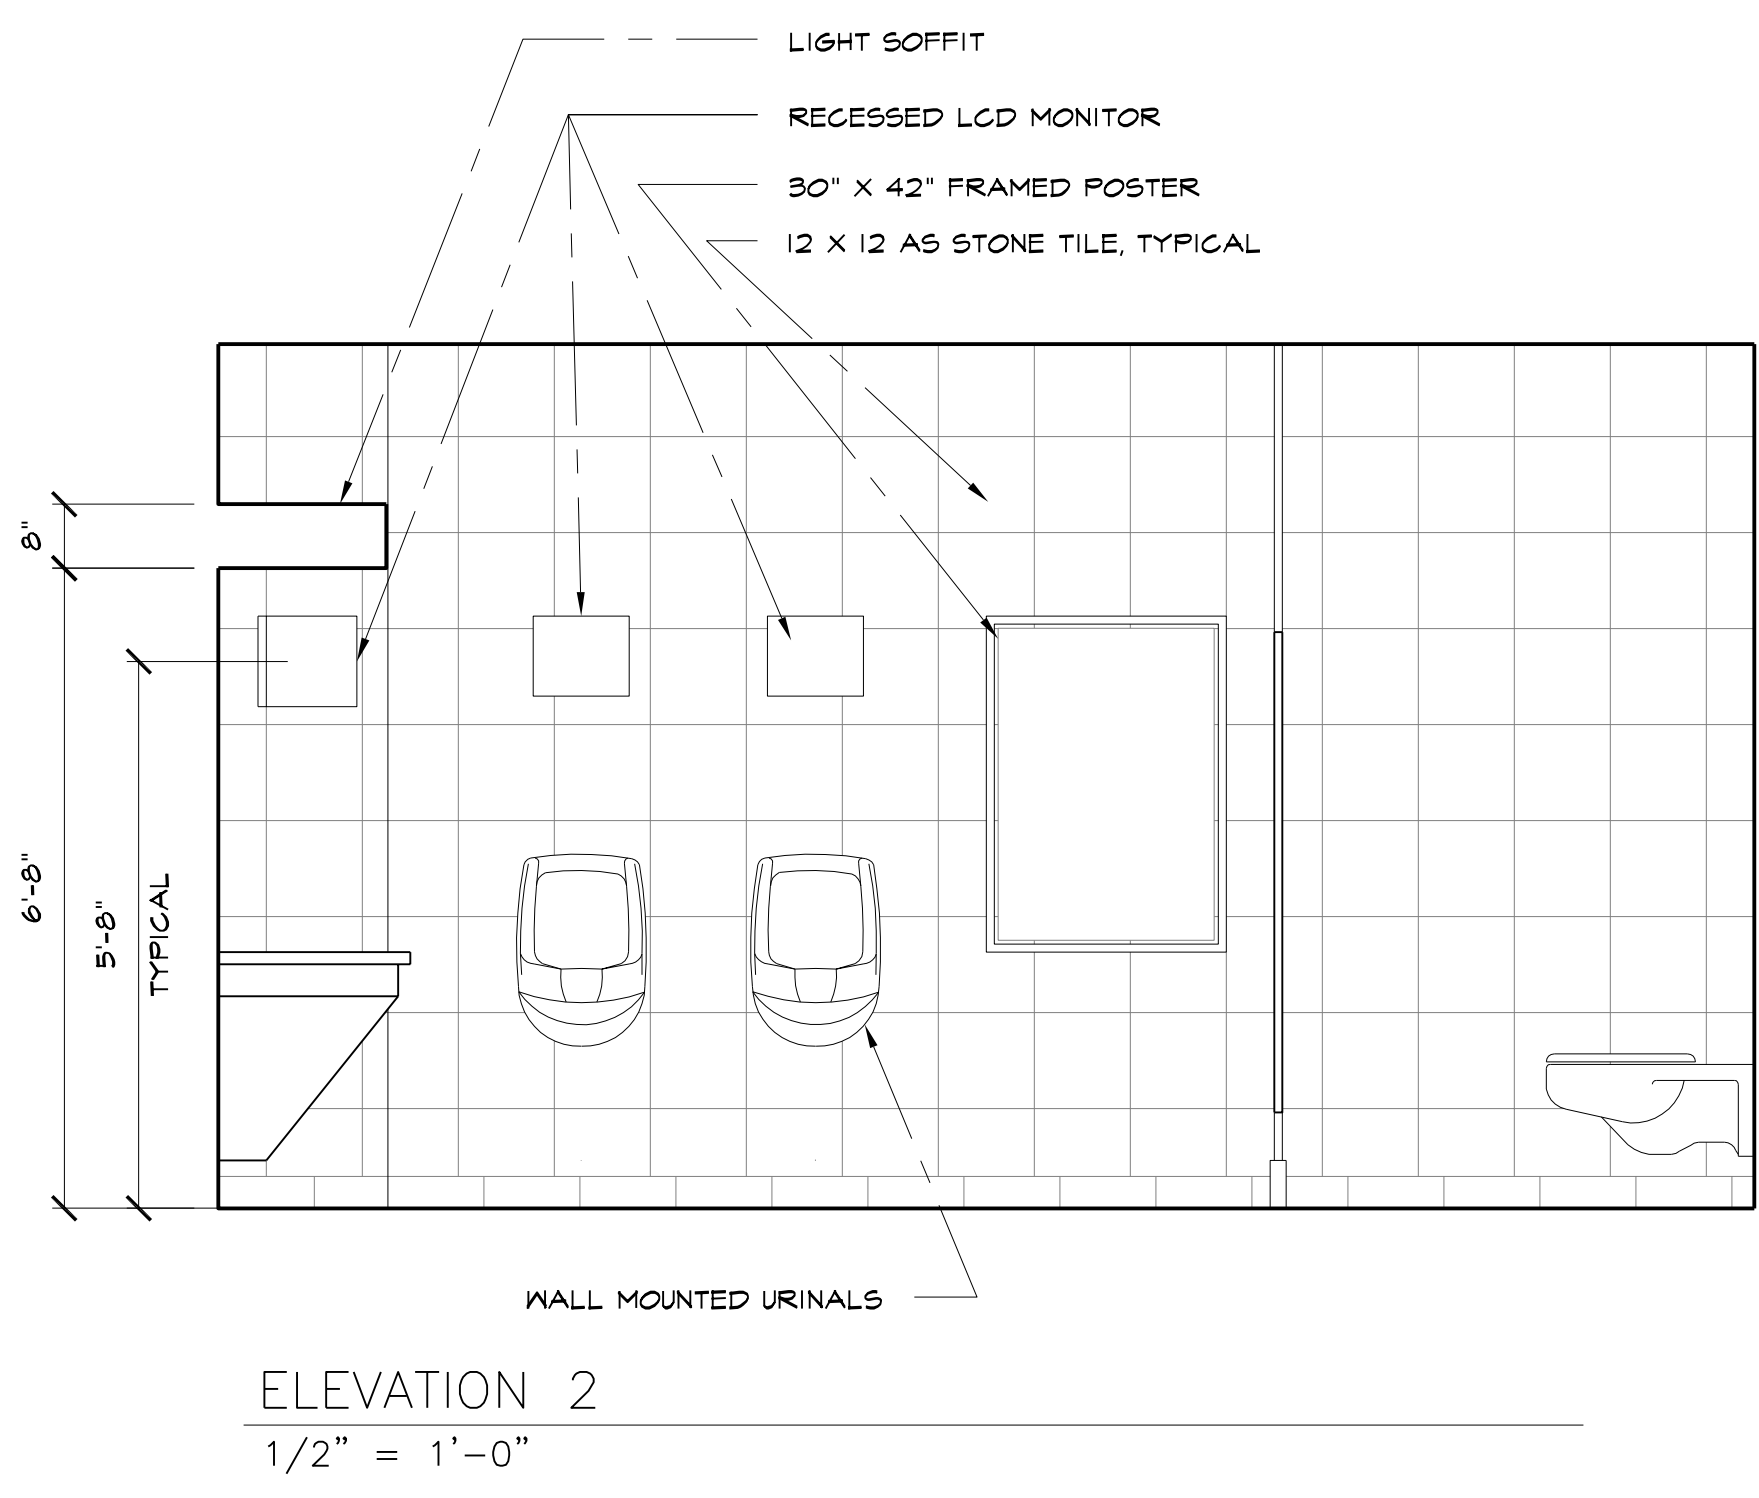 LIGHT SOFFIT
RECESSED LCD MONITOR
30" X 42" FRAMED POSTER
12 X 12 AS STONE TILE, TYPICAL
8"
6'-8"
5'-8"
TYPICAL
WALL MOUNTED URINALS
ELEVATION 2
1/2" = 1'-0"